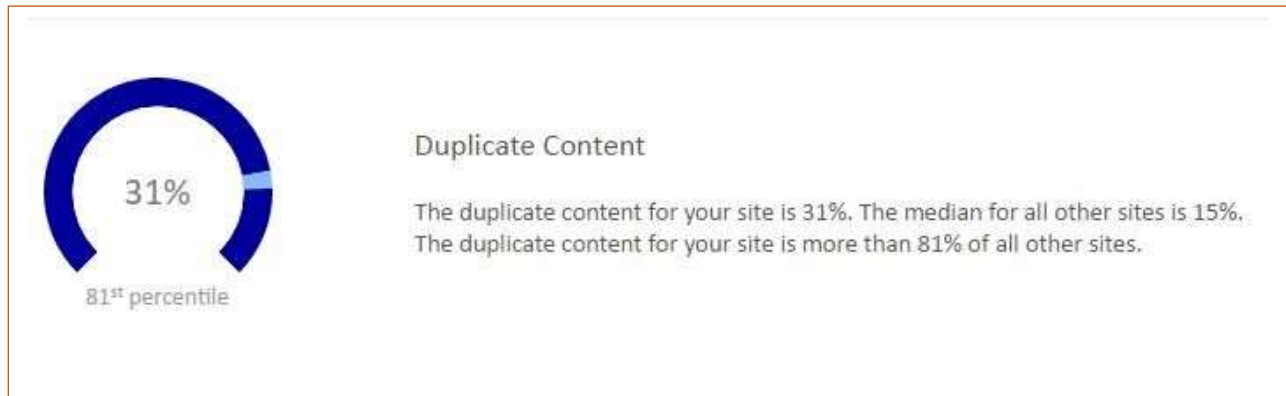 31%
81st percentile
Duplicate Content
The duplicate content for your site is 31%. The median for all other sites is 15%.
The duplicate content for your site is more than 81% of all other sites.